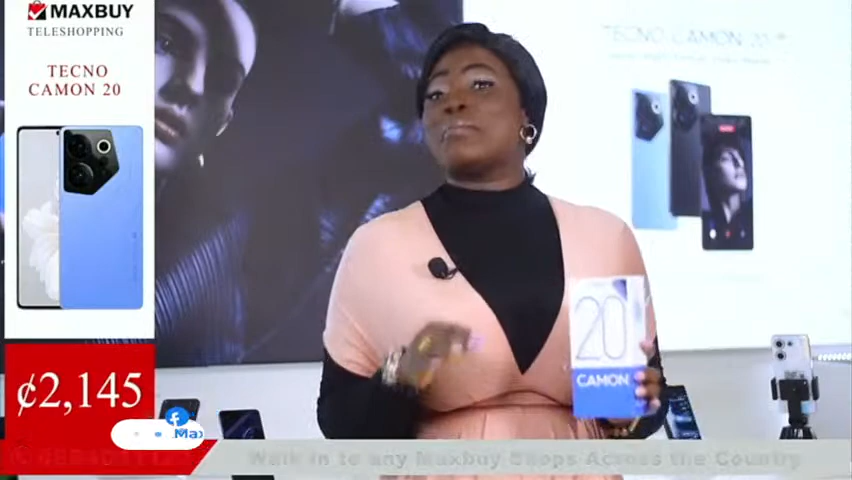 MAXBUY
TELESHOPPING
TECNO
CAMON 20
₵2,145
Max
TECNO CAMON 20
20
CAMON
Walk in to any Maxbuy Shops Across the Country